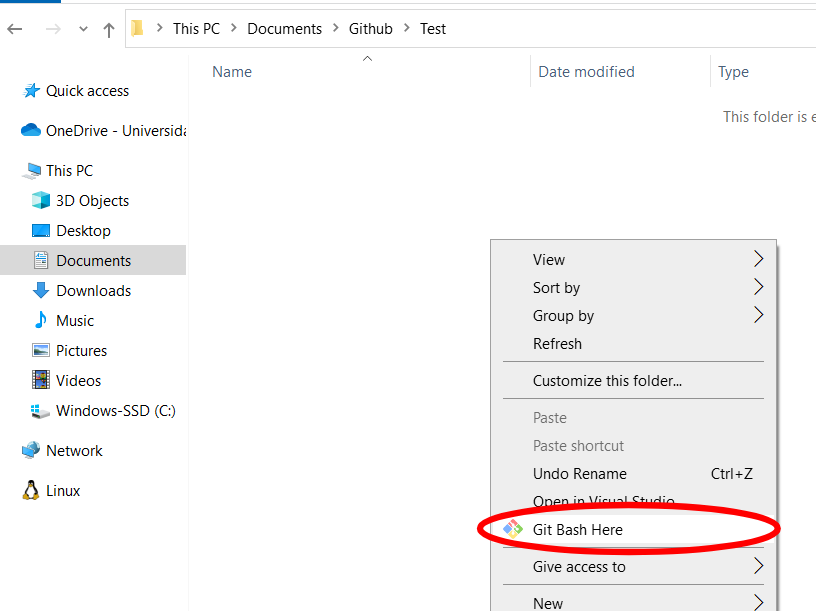 This PC > Documents > Github > Test
Name Date modified Type
This folder is e
Quick access
OneDrive - Universida
This PC
3D Objects
Desktop
Documents
Downloads
Music
Pictures
Videos
Windows-SSD (C:)
Network
Linux
View
Sort by
Group by
Refresh
Customize this folder...
Paste
Paste shortcut
Undo Rename Ctrl+Z
Open in Visual Studio
Git Bash Here
Give access to
New